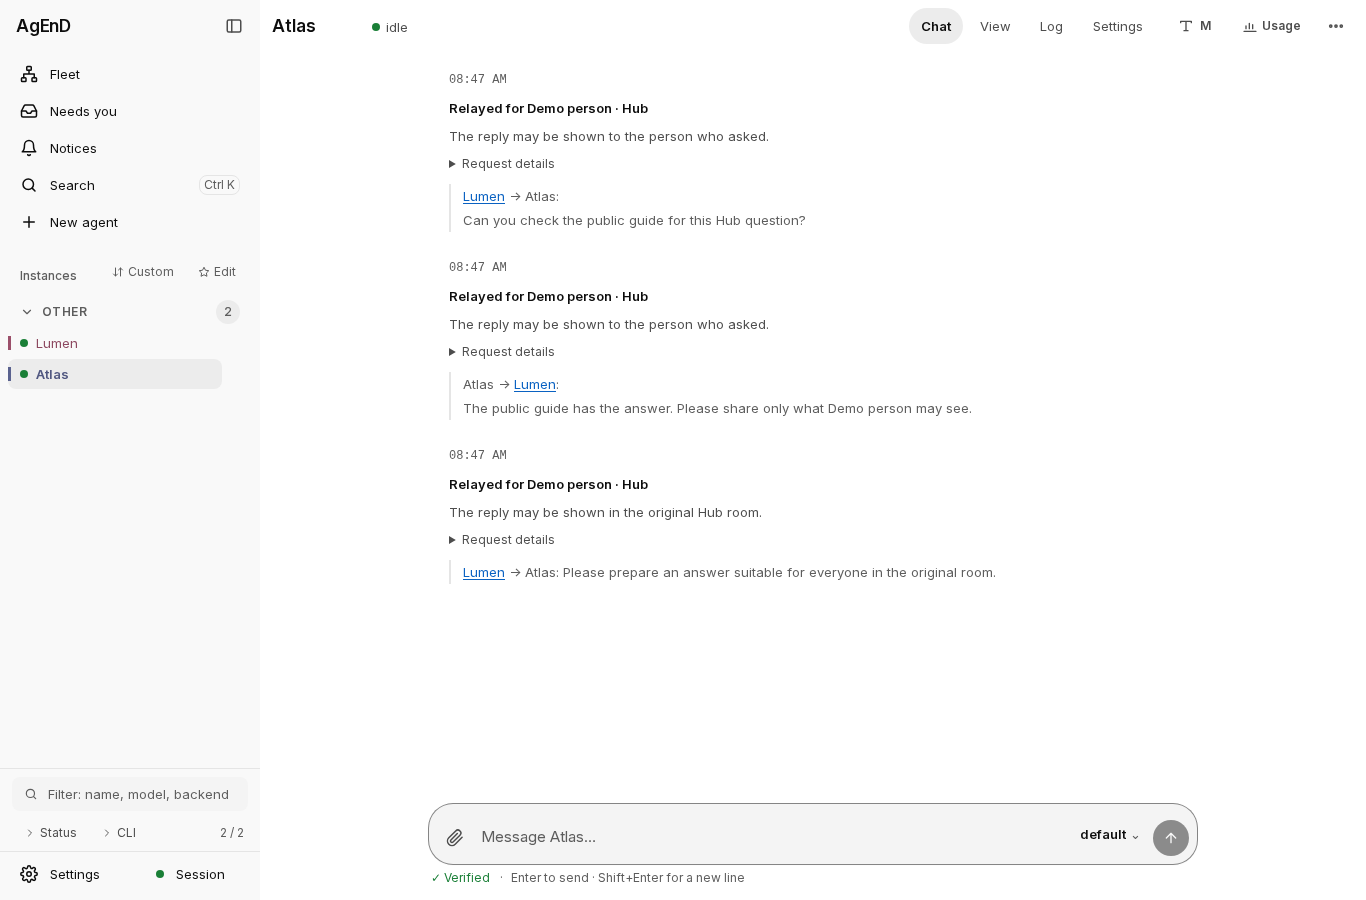 AgEnD
Fleet
Needs you
Notices
Search
Ctrl K
New agent
Instances
Custom
Edit
OTHER
2
Lumen
Atlas
Filter: name, model, backend
Status
CLI
2 / 2
Settings
Session
Atlas
idle
Chat
View
Log
Settings
M
Usage
08:47 AM
Relayed for Demo person · Hub
The reply may be shown to the person who asked.
Request details
Lumen → Atlas:
Can you check the public guide for this Hub question?
08:47 AM
Relayed for Demo person · Hub
The reply may be shown to the person who asked.
Request details
Atlas → Lumen:
The public guide has the answer. Please share only what Demo person may see.
08:47 AM
Relayed for Demo person · Hub
The reply may be shown in the original Hub room.
Request details
Lumen → Atlas: Please prepare an answer suitable for everyone in the original room.
Message Atlas...
default
✓ Verified · Enter to send · Shift+Enter for a new line